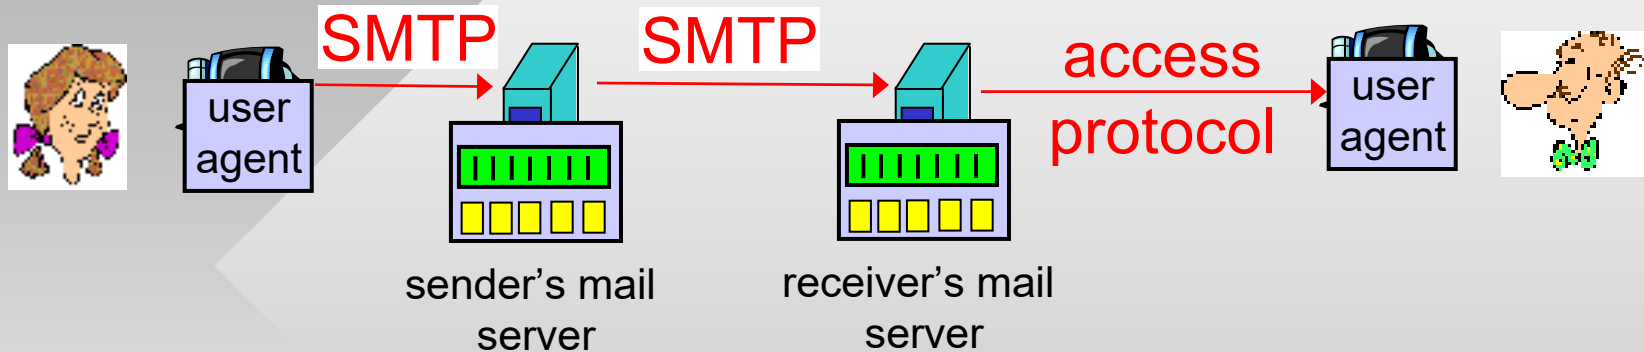 SMTP
SMTP
access
protocol
user
agent
user
agent
sender’s mail
server
receiver’s mail
server